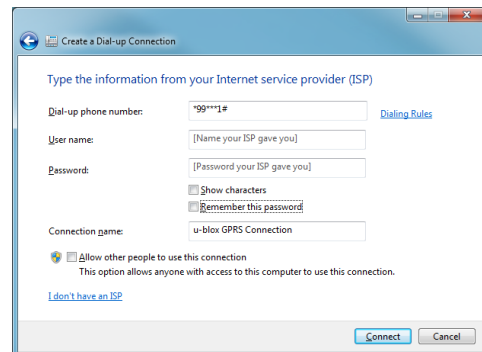 Create a Dial-up Connection
Type the information from your Internet service provider (ISP)
Dial-up phone number: *99***1# Dialing Rules
User name: [Name your ISP gave you]
Password: [Password your ISP gave you]
Show characters
Remember this password
Connection name: u-blox GPRS Connection
Allow other people to use this connection
This option allows anyone with access to this computer to use this connection.
I don't have an ISP
Connect Cancel